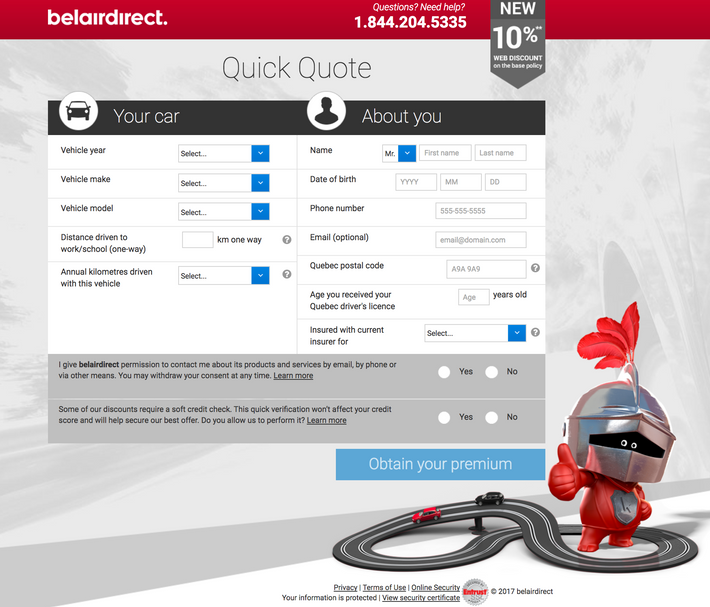 belairdirect.
Questions? Need help?
1.844.204.5335
NEW
10%**
WEB DISCOUNT
on the base policy
Quick Quote
Your car
Vehicle year
Select...
Vehicle make
Select...
Vehicle model
Select...
Distance driven to
work/school (one-way)
km one way
?
Annual kilometres driven
with this vehicle
Select...
?
About you
Name
Mr.
First name
Last name
Date of birth
YYYY
MM
DD
Phone number
555-555-5555
Email (optional)
email@domain.com
Quebec postal code
A9A 9A9
?
Age you received your
Quebec driver's licence
Age
years old
Insured with current
insurer for
Select...
?
I give belairdirect permission to contact me about its products and services by email, by phone or
via other means. You may withdraw your consent at any time. Learn more
Yes
No
Some of our discounts require a soft credit check. This quick verification won't affect your credit
score and will help secure our best offer. Do you allow us to perform it? Learn more
Yes
No
Obtain your premium
Privacy | Terms of Use | Online Security
Your information is protected | View security certificate
Entrust
© 2017 belairdirect